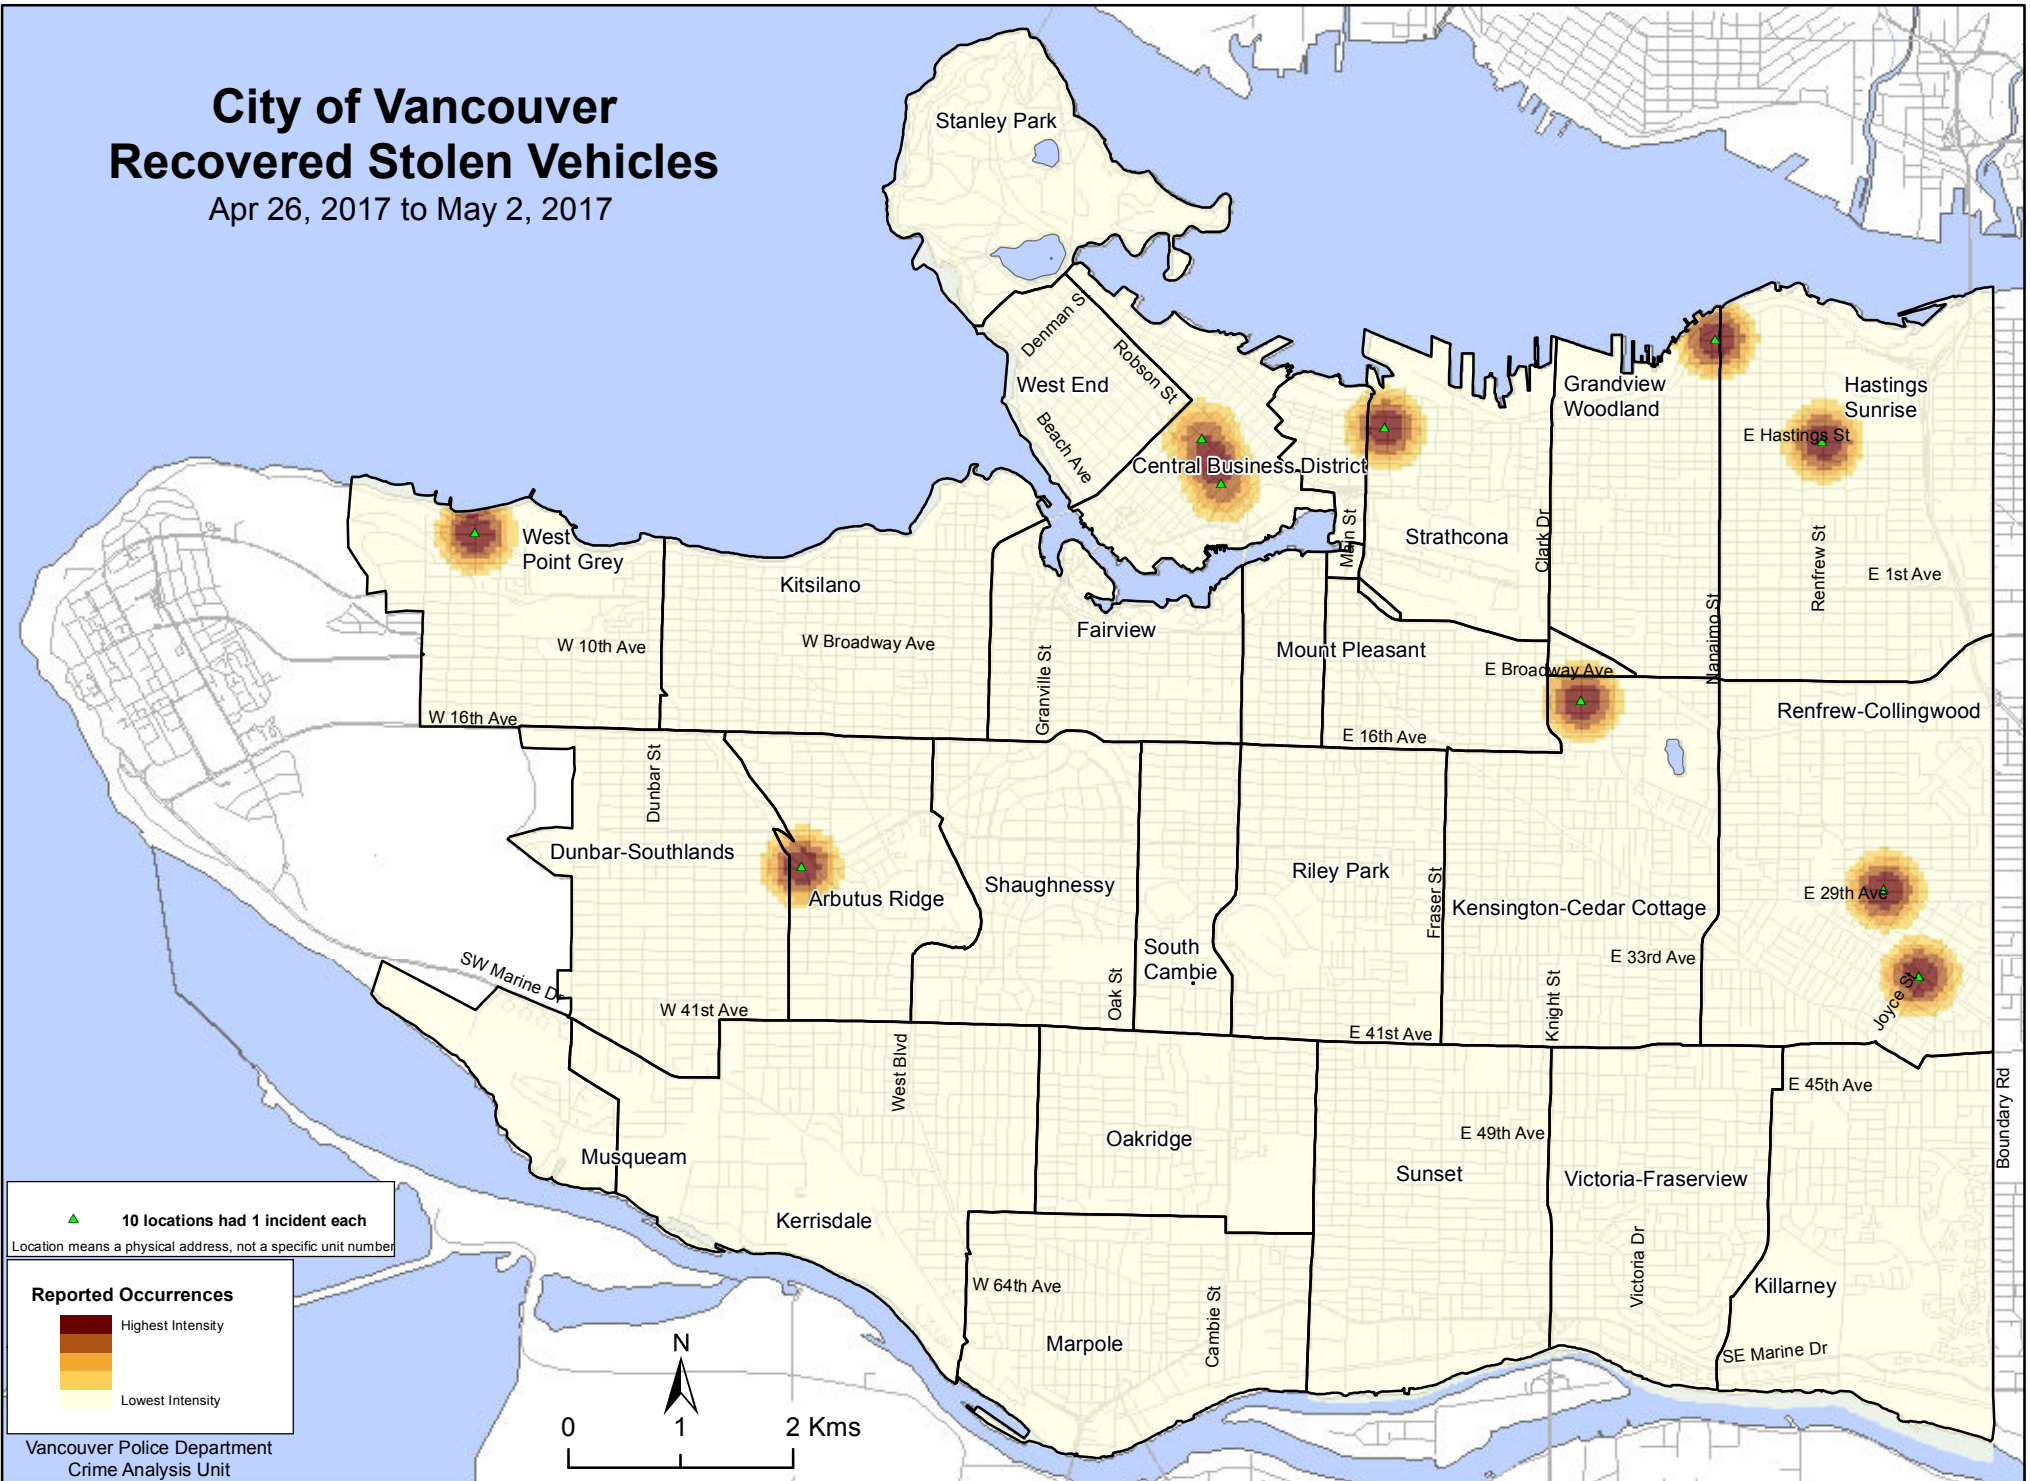 City of Vancouver
Recovered Stolen Vehicles
Apr 26, 2017 to May 2, 2017
Stanley Park
Denman S
Robson St
West End
Beach Ave
Central Business District
Grandview
Woodland
Hastings
Sunrise
E Hastings St
West
Point Grey
Kitsilano
Main St
Strathcona
Clark Dr
Renfrew St
E 1st Ave
Nanaimo St
Fairview
W 10th Ave
W Broadway Ave
Granville St
Mount Pleasant
E Broadway Ave
Renfrew-Collingwood
W 16th Ave
E 16th Ave
Dunbar St
Dunbar-Southlands
Arbutus Ridge
Shaughnessy
Riley Park
Fraser St
Kensington-Cedar Cottage
E 29th Ave
South
Cambie
E 33rd Ave
SW Marine Dr
W 41st Ave
Oak St
E 41st Ave
Knight St
Joyce St
West Blvd
E 45th Ave
Boundary Rd
E 49th Ave
Oakridge
Musqueam
Sunset
Victoria-Fraserview
Kerrisdale
Victoria Dr
W 64th Ave
Cambie St
Killarney
Marpole
SE Marine Dr
10 locations had 1 incident each
Location means a physical address, not a specific unit number
Reported Occurrences
Highest Intensity
Lowest Intensity
Vancouver Police Department
Crime Analysis Unit
N
0 1 2 Kms